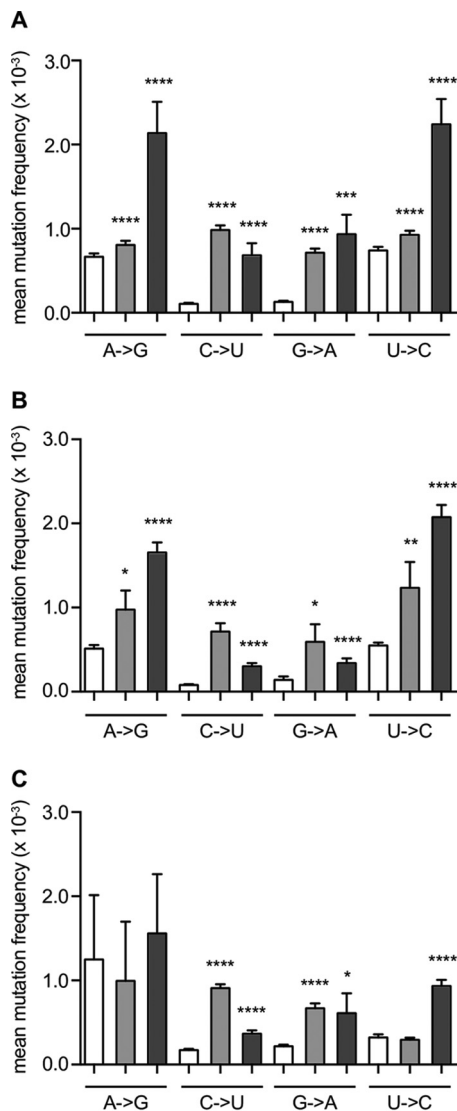 A
mean mutation frequency (x 10-3)
3.0
2.0
1.0
0.0
**** **** **** **** **** *** **** ****
A->G C->U G->A U->C
B
mean mutation frequency (x 10-3)
3.0
2.0
1.0
0.0
* **** **** **** * **** ** ****
A->G C->U G->A U->C
C
mean mutation frequency (x 10-3)
3.0
2.0
1.0
0.0
**** **** **** * ****
A->G C->U G->A U->C